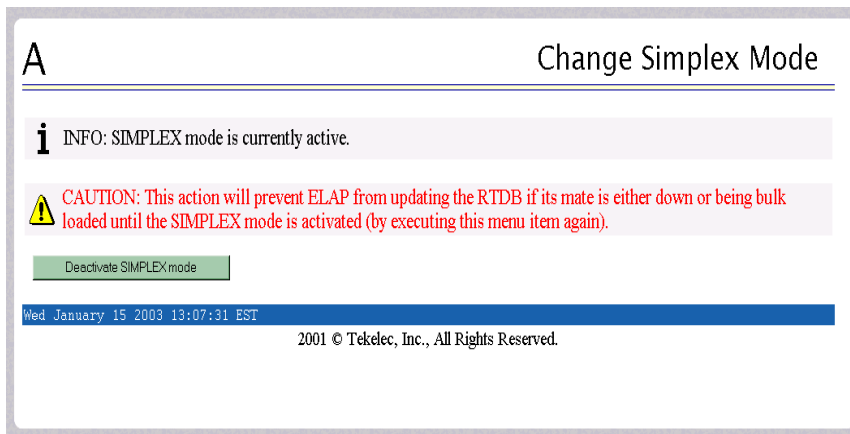 A
Change Simplex Mode
i INFO: SIMPLEX mode is currently active.
CAUTION: This action will prevent ELAP from updating the RTDB if its mate is either down or being bulk
loaded until the SIMPLEX mode is activated (by executing this menu item again).
Deactivate SIMPLEX mode
Wed January 15 2003 13:07:31 EST
2001 © Tekelec, Inc., All Rights Reserved.